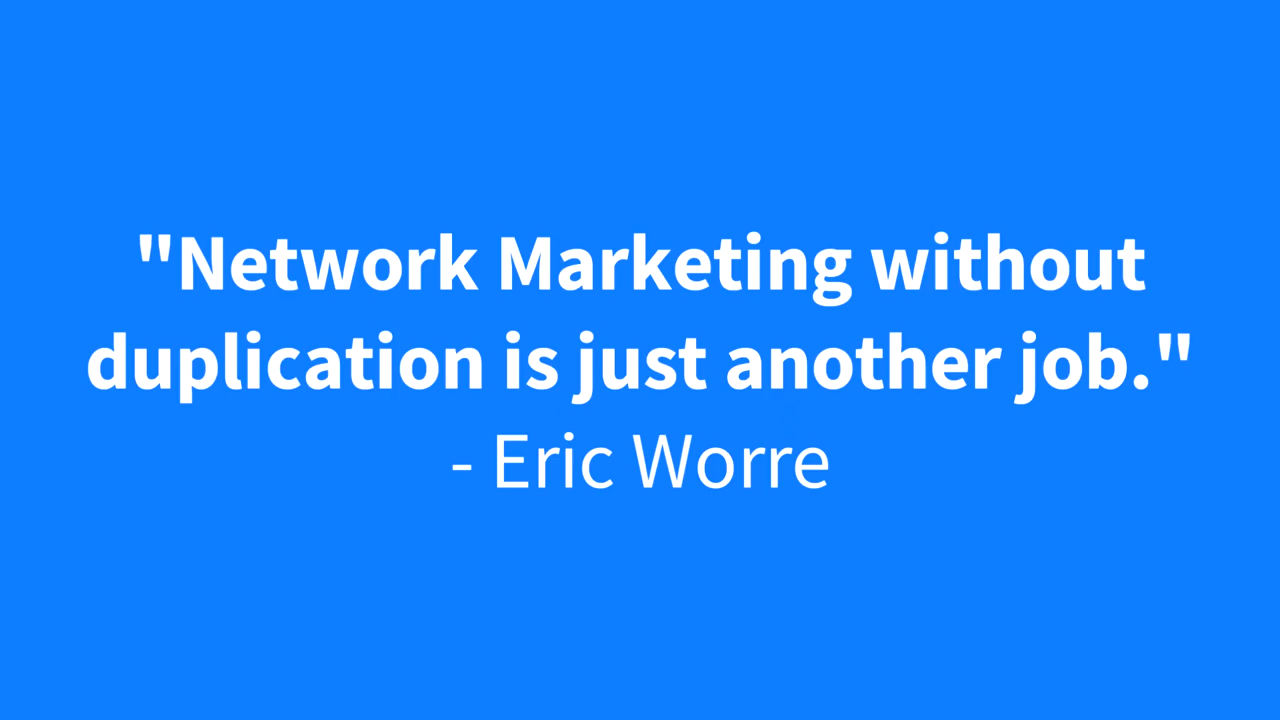 "Network Marketing without
duplication is just another job."
- Eric Worre